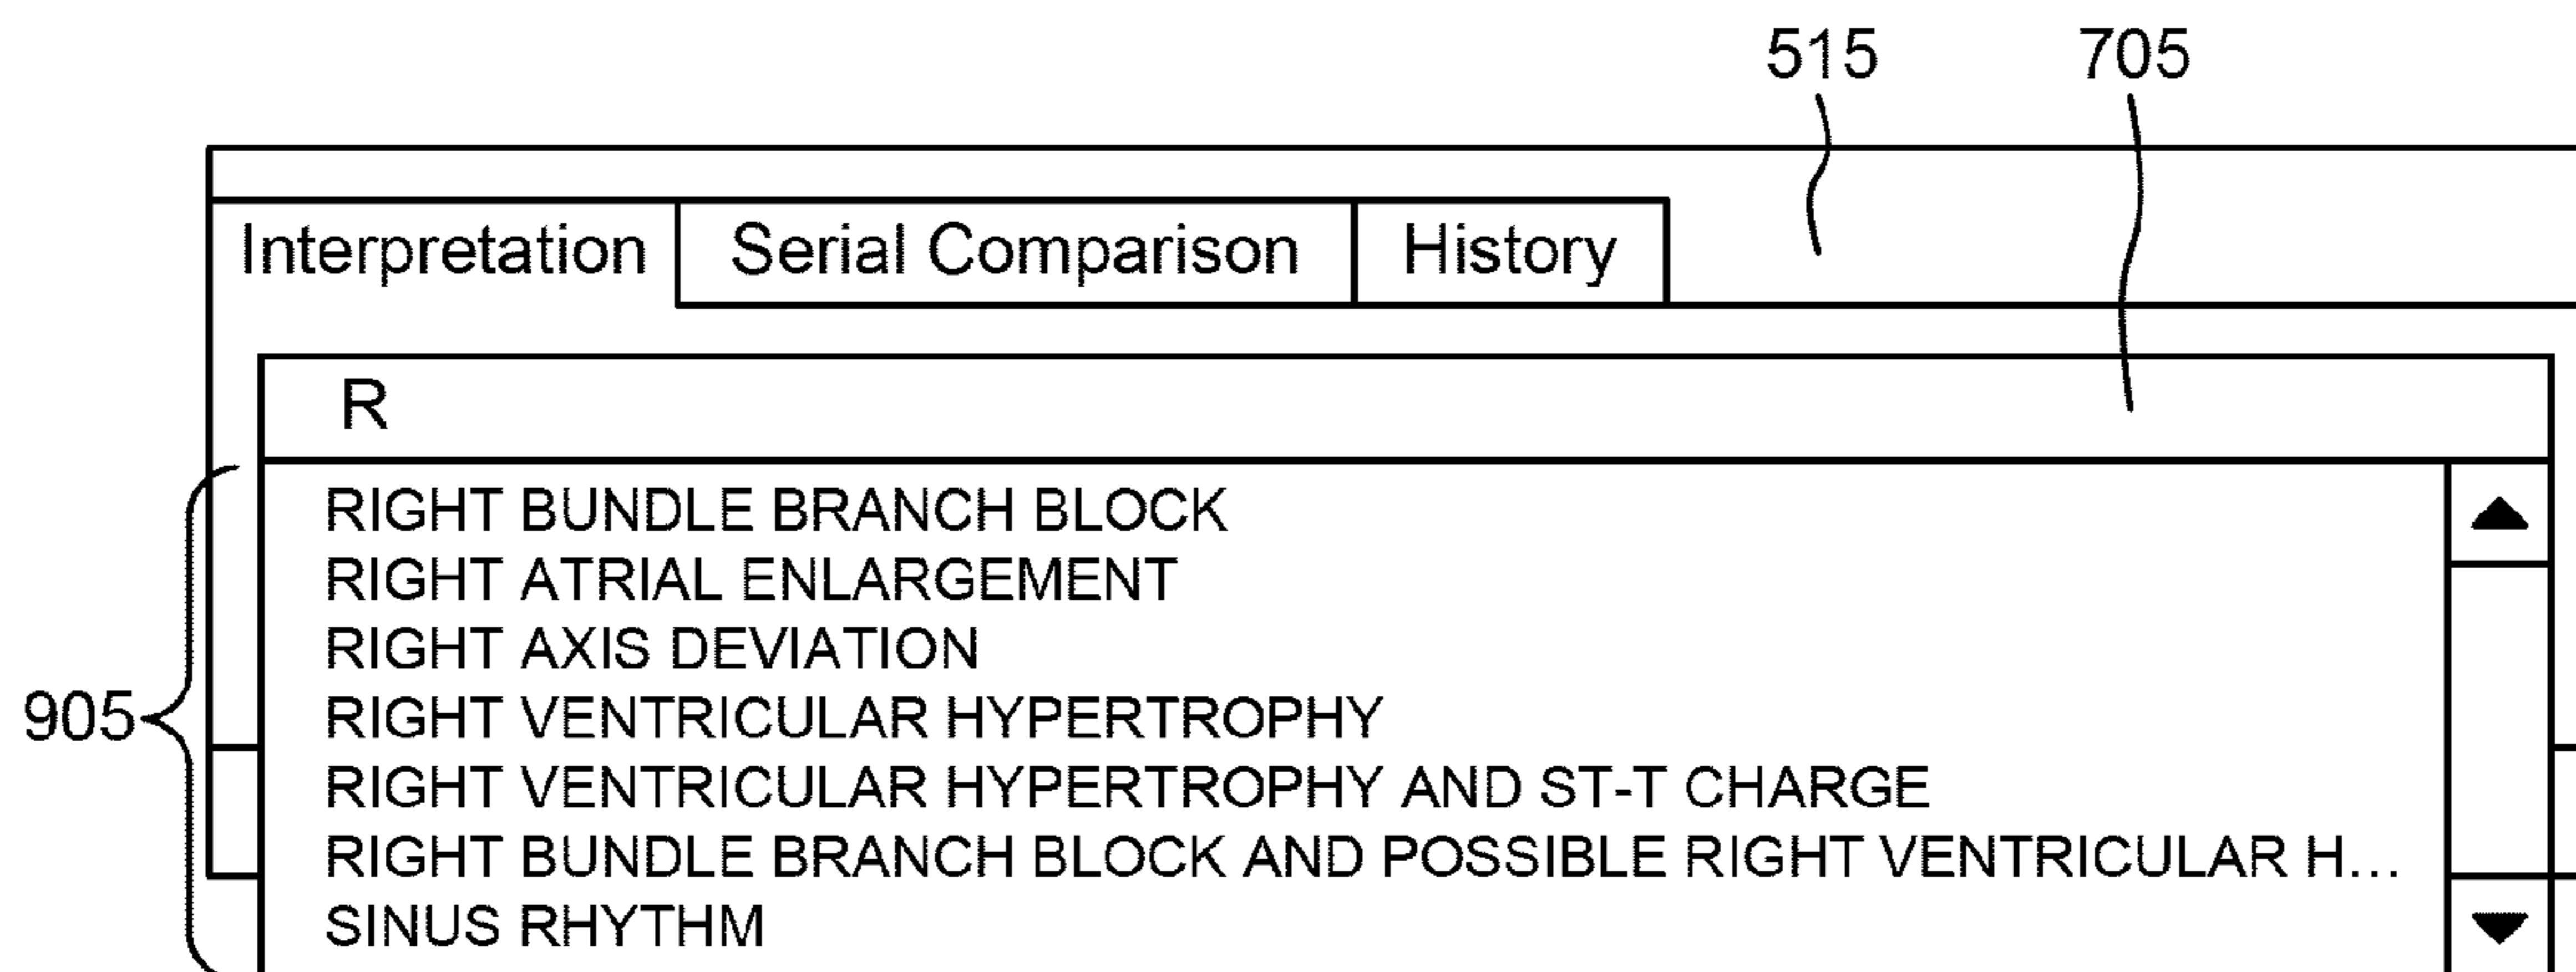 515 705
Interpretation Serial Comparison History
R
RIGHT BUNDLE BRANCH BLOCK
RIGHT ATRIAL ENLARGEMENT
RIGHT AXIS DEVIATION
905
RIGHT VENTRICULAR HYPERTROPHY
RIGHT VENTRICULAR HYPERTROPHY AND ST-T CHARGE
RIGHT BUNDLE BRANCH BLOCK AND POSSIBLE RIGHT VENTRICULAR H...
SINUS RHYTHM